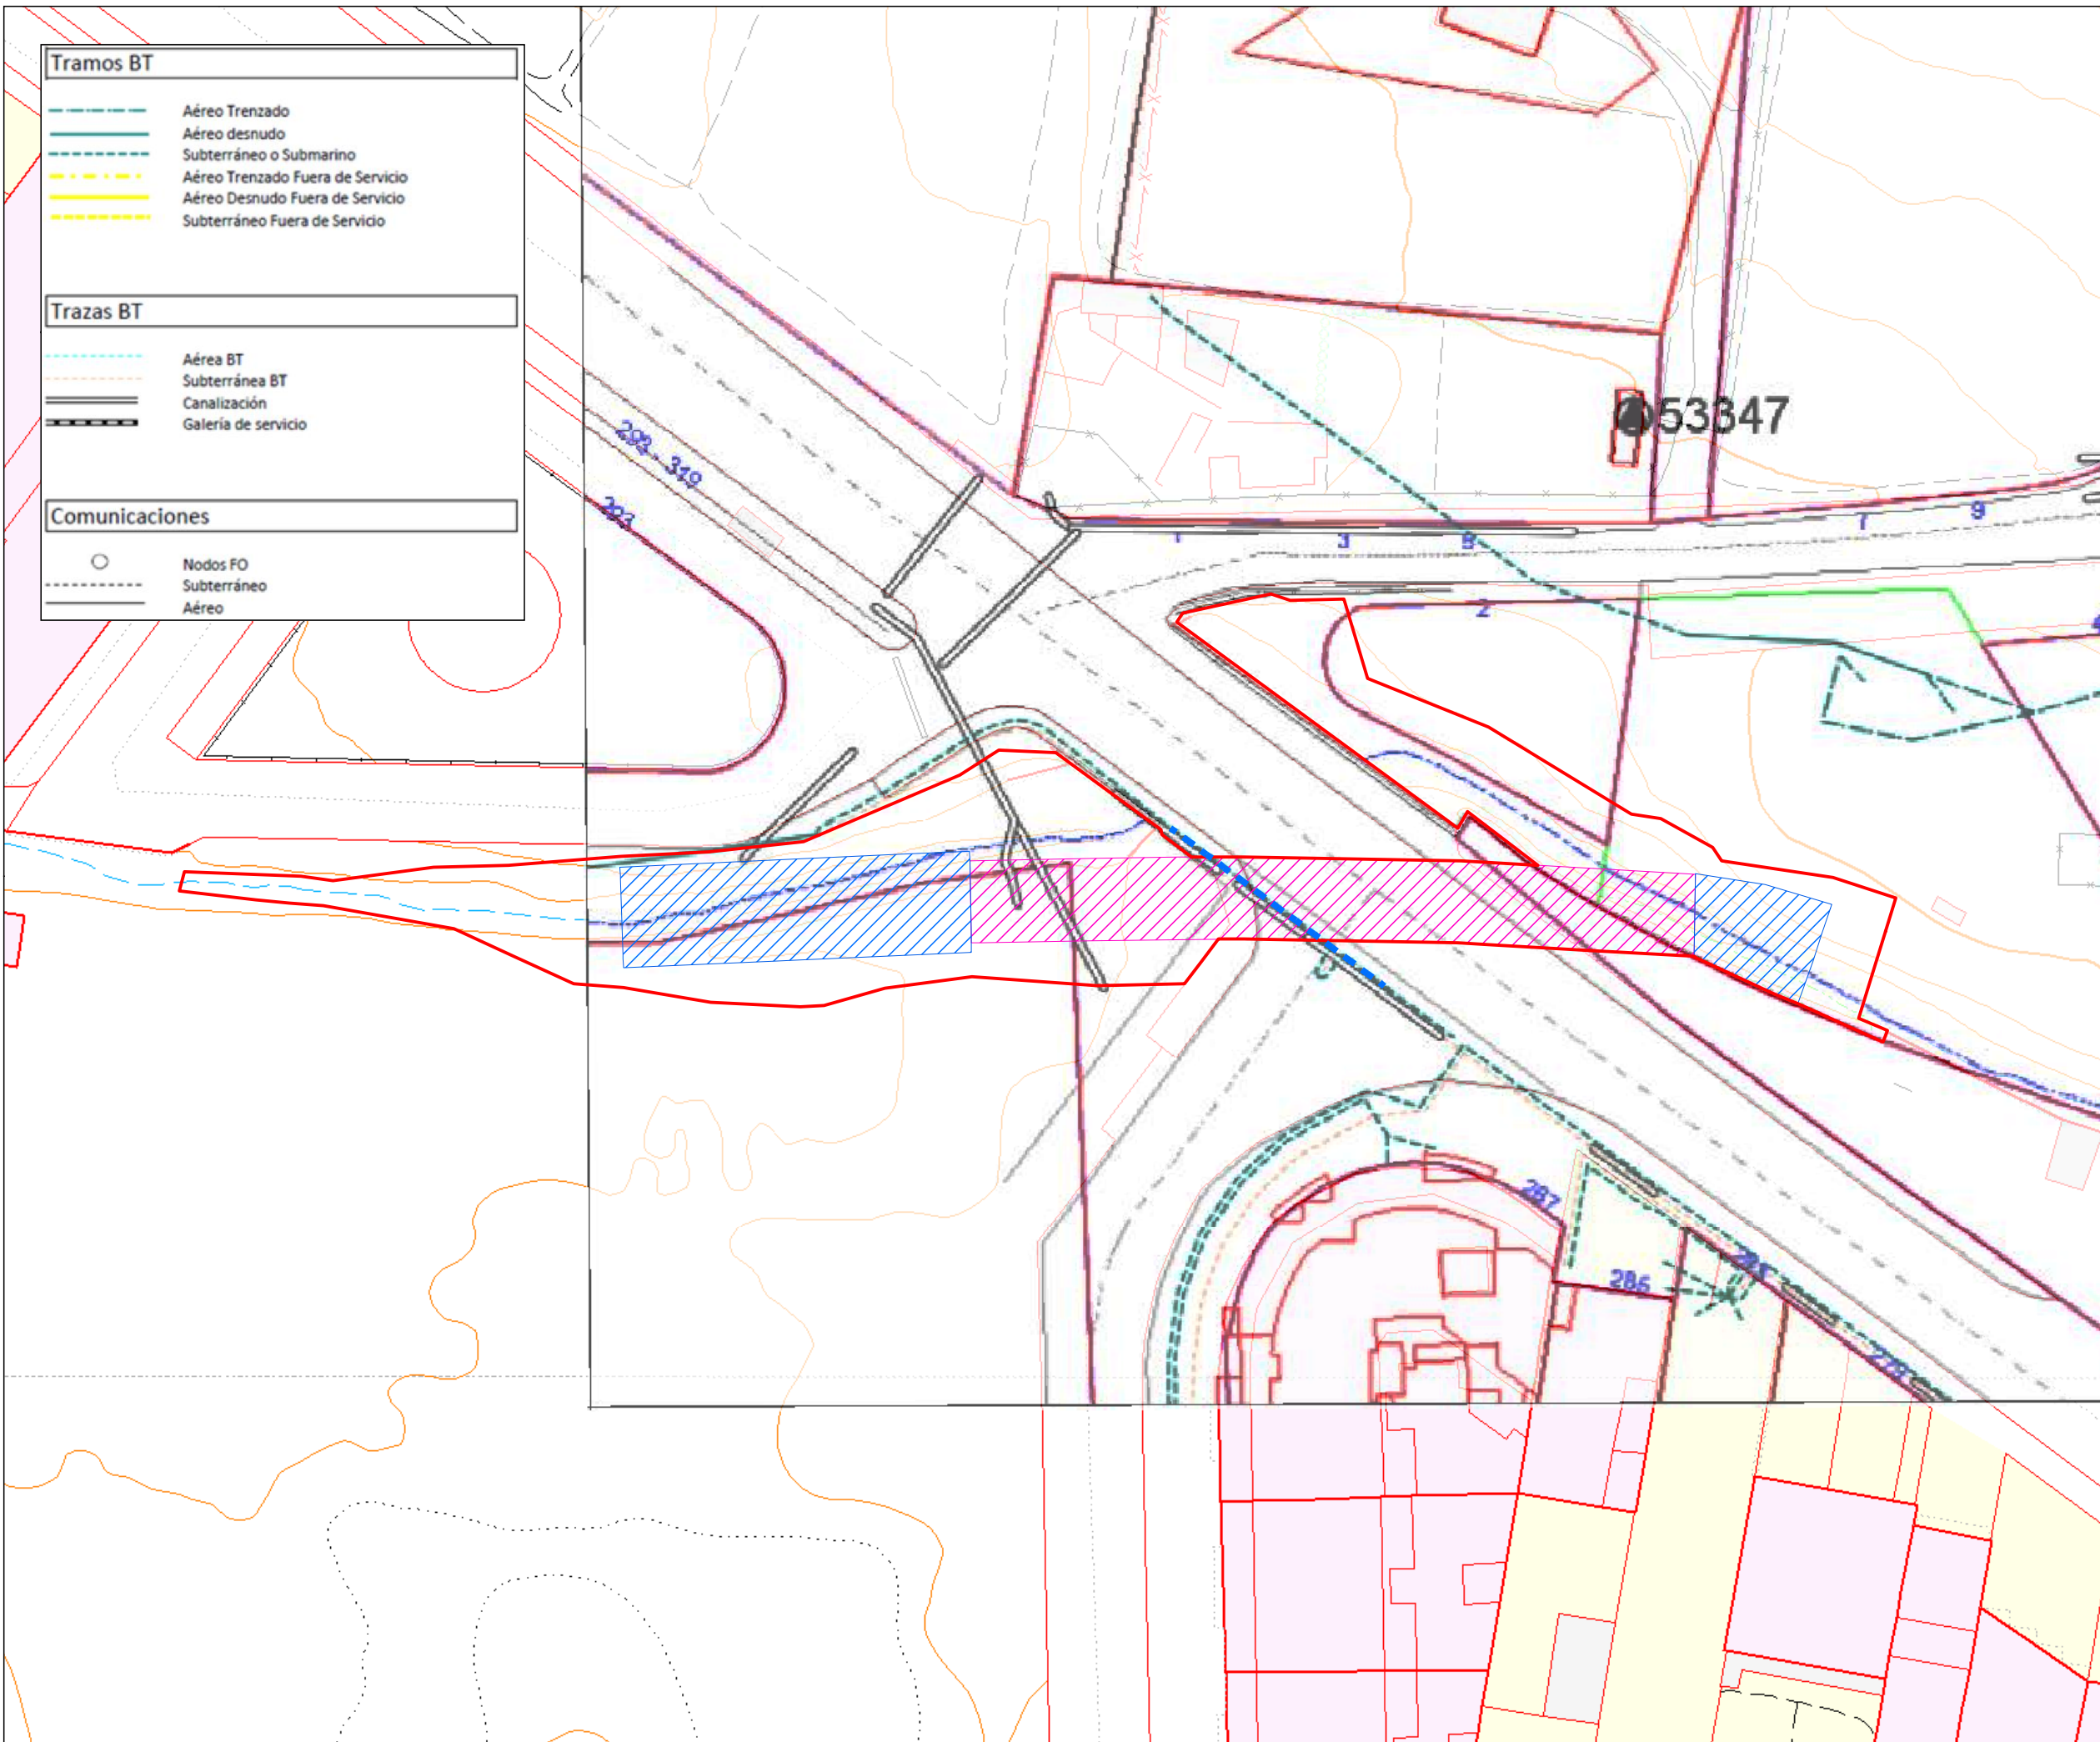 Tramos BT
Aéreo Trenzado
Aéreo desnudo
Subterráneo o Submarino
Aéreo Trenzado Fuera de Servicio
Aéreo Desnudo Fuera de Servicio
Subterráneo Fuera de Servicio
Trazas BT
Aérea BT
Subterránea BT
Canalización
Galería de servicio
Comunicaciones
Nodos FO
Subterráneo
Aéreo
53347
293 - 319
1
3
5
7
9
2
287
286